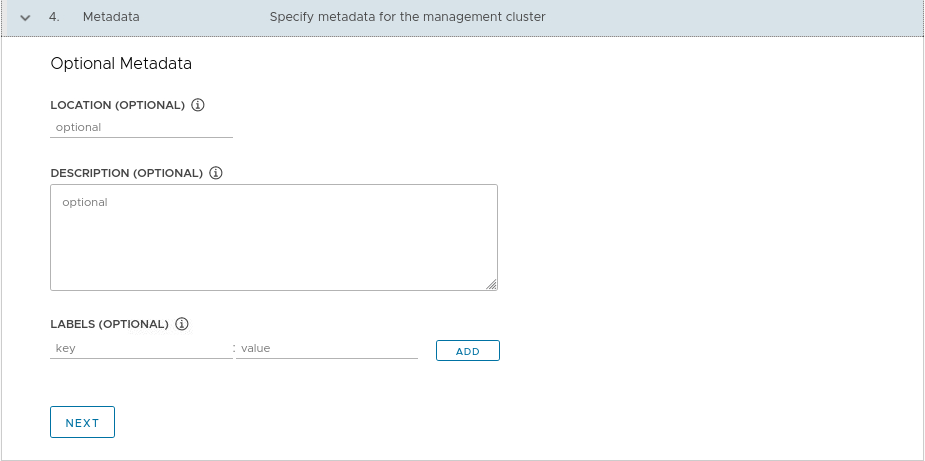 4. Metadata Specify metadata for the management cluster
Optional Metadata
LOCATION (OPTIONAL)
optional
DESCRIPTION (OPTIONAL)
optional
LABELS (OPTIONAL)
key : value ADD
NEXT